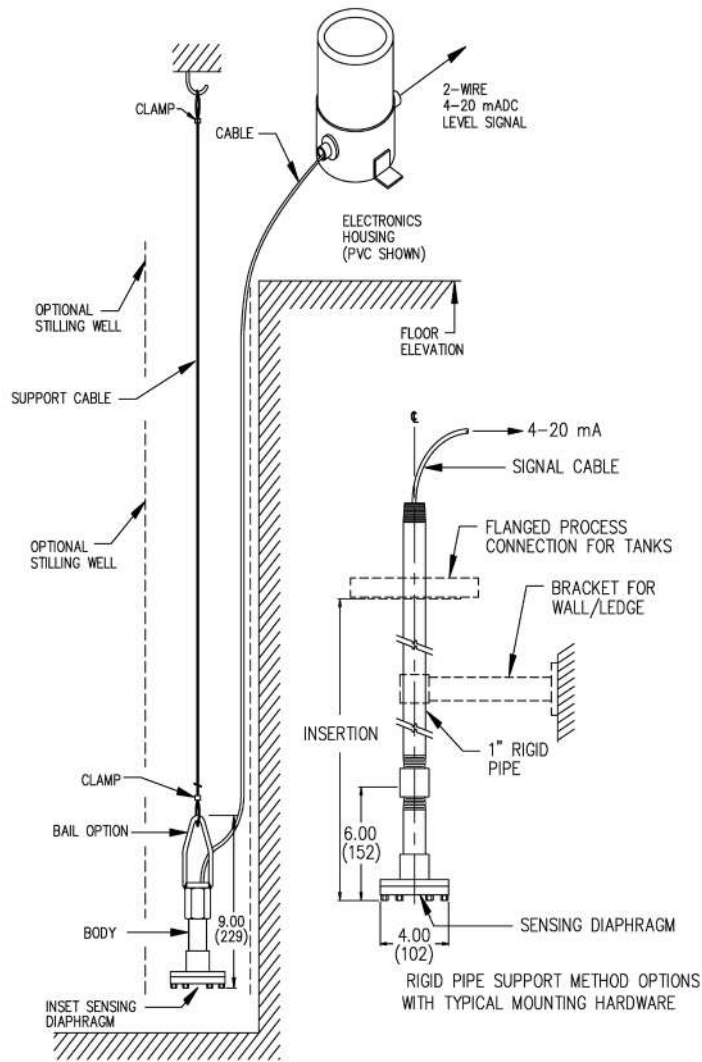 CLAMP
CABLE
2-WIRE
4-20 mADC
LEVEL SIGNAL
ELECTRONICS
HOUSING
(PVC SHOWN)
OPTIONAL
STILLING WELL
FLOOR
ELEVATION
SUPPORT CABLE
OPTIONAL
STILLING WELL
CLAMP
BAIL OPTION
9.00
(229)
BODY
INSET SENSING
DIAPHRAGM
℄
4-20 mA
SIGNAL CABLE
FLANGED PROCESS
CONNECTION FOR TANKS
BRACKET FOR
WALL/LEDGE
INSERTION
1" RIGID
PIPE
6.00
(152)
SENSING DIAPHRAGM
4.00
(102)
RIGID PIPE SUPPORT METHOD OPTIONS
WITH TYPICAL MOUNTING HARDWARE